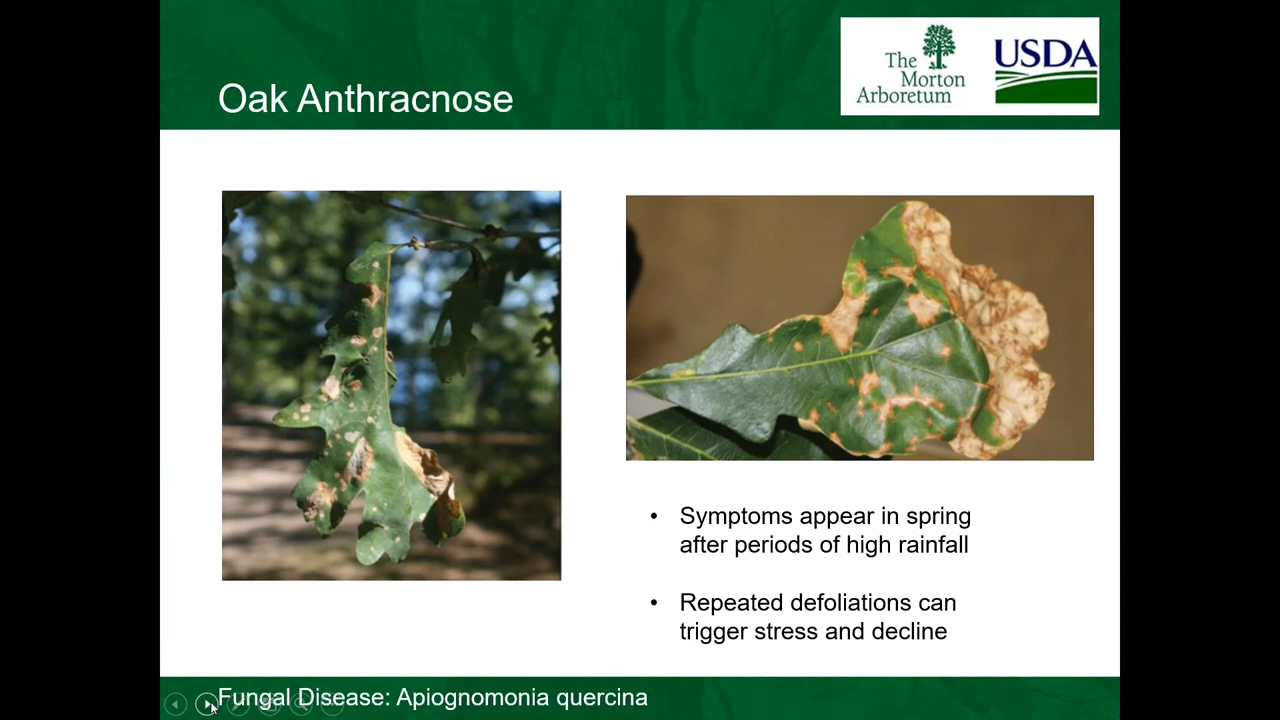 Oak Anthracnose
The
Morton
Arboretum
USDA
• Symptoms appear in spring
after periods of high rainfall
• Repeated defoliations can
trigger stress and decline
Fungal Disease: Apiognomonia quercina